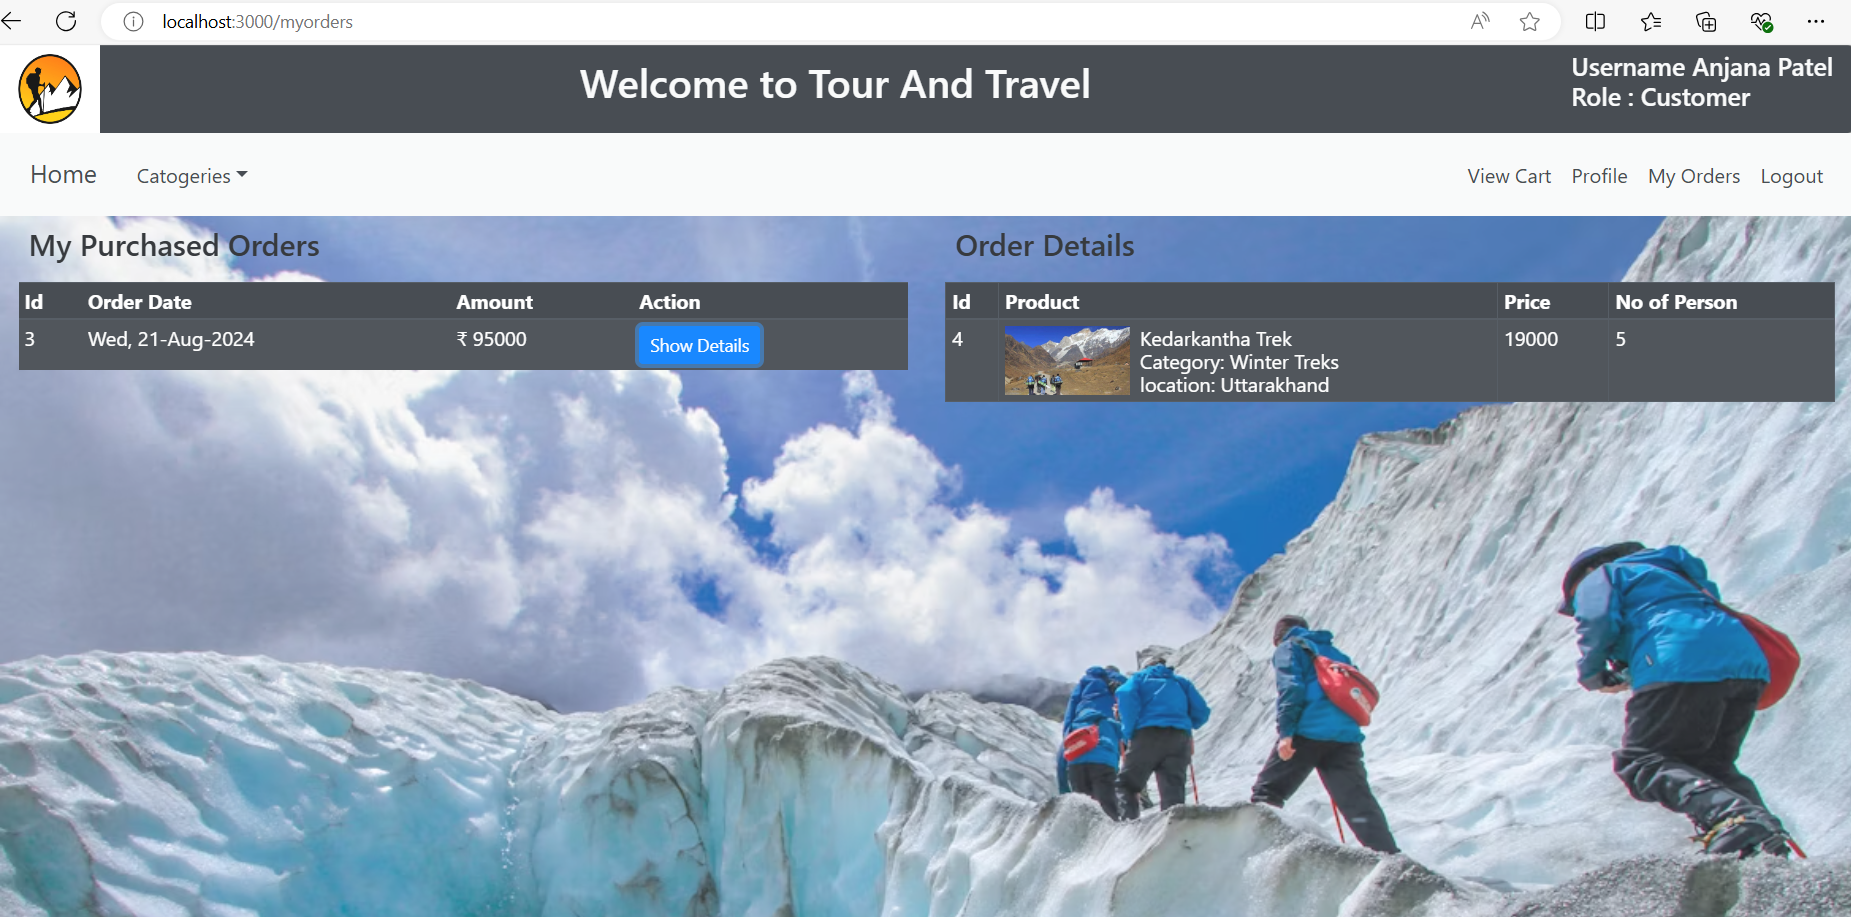 localhost:3000/myorders
Welcome to Tour And Travel
Username Anjana Patel
Role : Customer
Home Catogeries View Cart Profile My Orders Logout
My Purchased Orders
Id Order Date Amount Action
3 Wed, 21-Aug-2024 ₹ 95000 Show Details
Order Details
Id Product Price No of Person
4 Kedarkantha Trek 19000 5
Category: Winter Treks
location: Uttarakhand